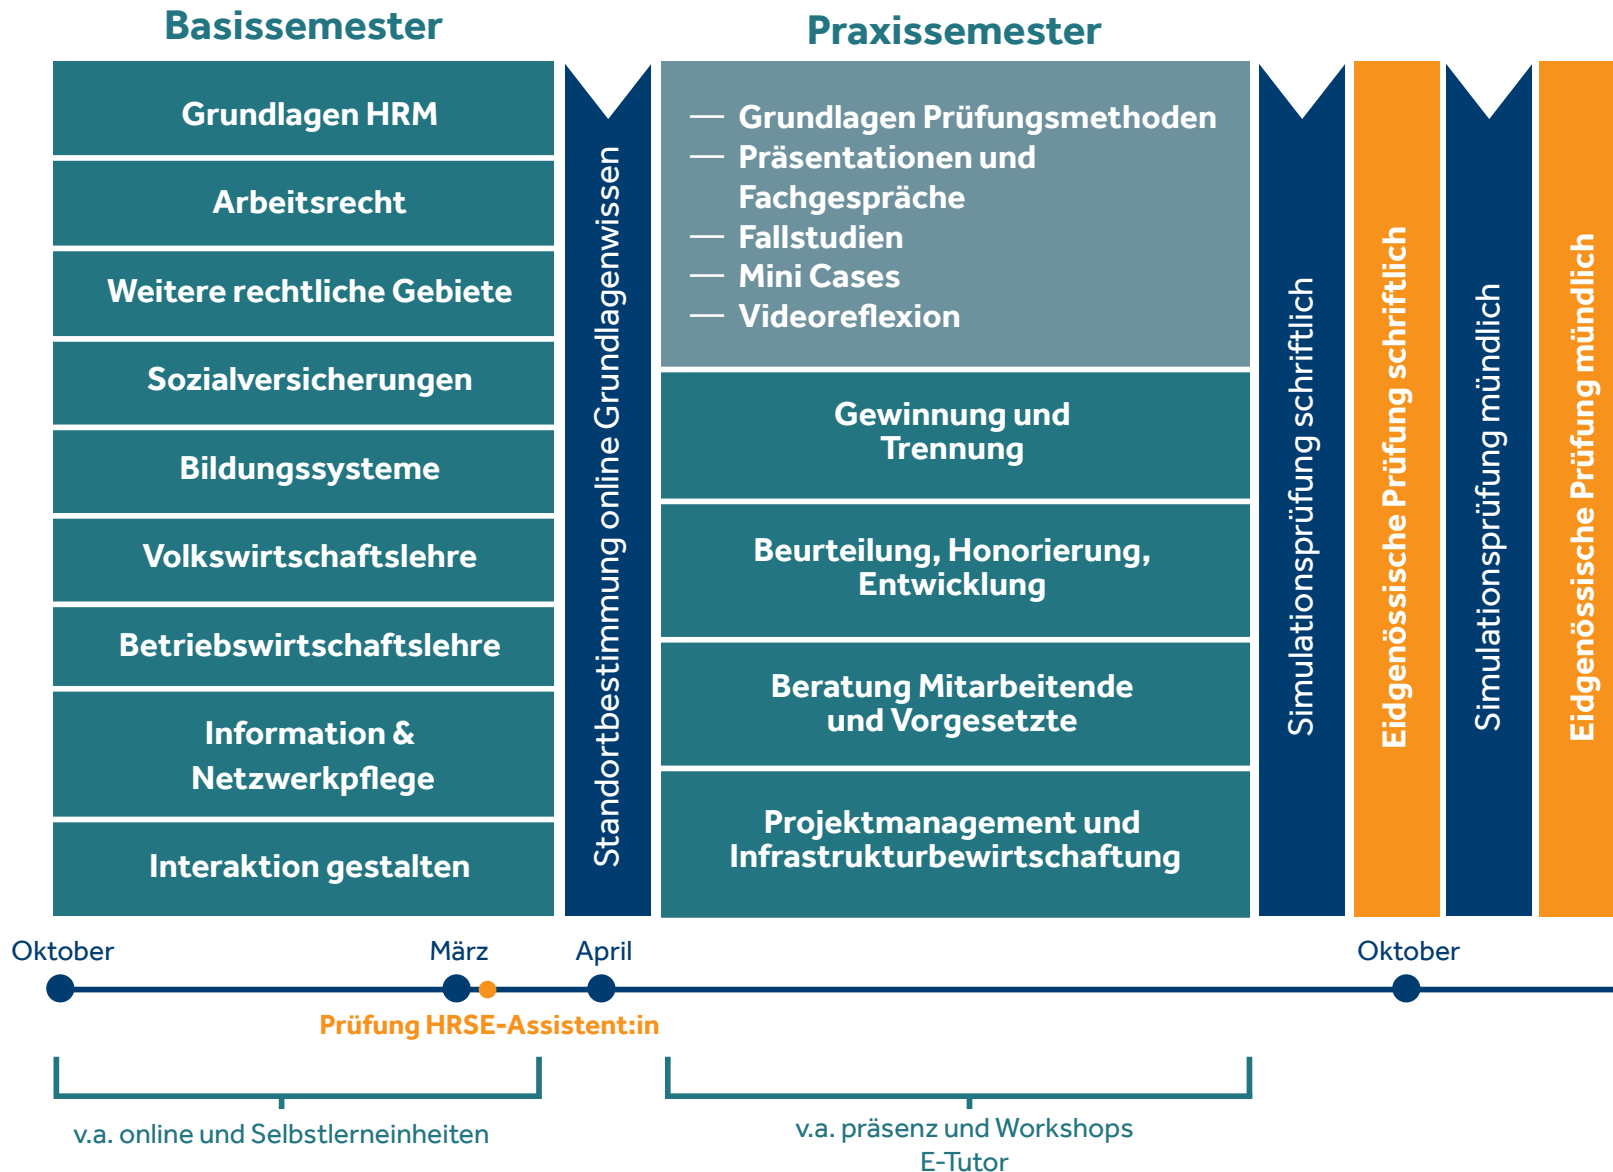 Basissemester
Grundlagen HRM
Arbeitsrecht
Weitere rechtliche Gebiete
Sozialversicherungen
Bildungssysteme
Volkswirtschaftslehre
Betriebswirtschaftslehre
Information &
Netzwerkpflege
Interaktion gestalten
Standortbestimmung online Grundlagenwissen
Praxissemester
— Grundlagen Prüfungsmethoden
— Präsentationen und
Fachgespräche
— Fallstudien
— Mini Cases
— Videoreflexion
Gewinnung und
Trennung
Beurteilung, Honorierung,
Entwicklung
Beratung Mitarbeitende
und Vorgesetzte
Projektmanagement und
Infrastrukturbewirtschaftung
Simulationsprüfung schriftlich
Eidgenössische Prüfung schriftlich
Simulationsprüfung mündlich
Eidgenössische Prüfung mündlich
Oktober
März
April
Oktober
Prüfung HRSE-Assistent:in
v.a. online und Selbstlerneinheiten
v.a. präsenz und Workshops
E-Tutor